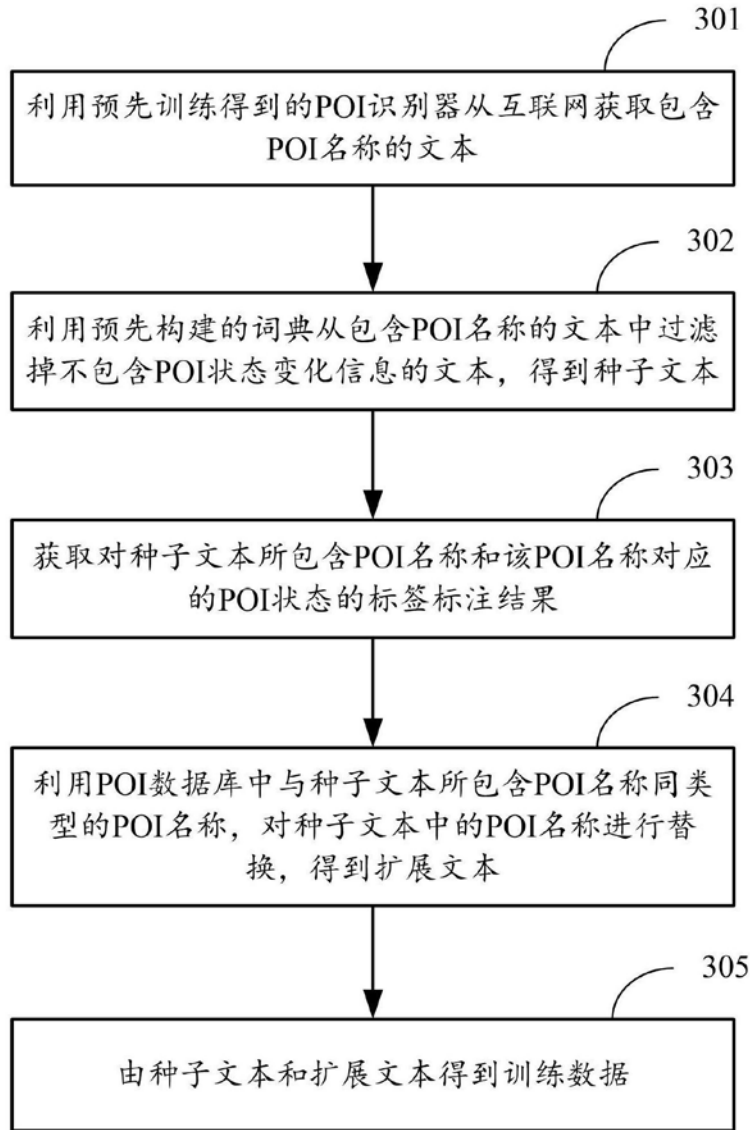 301
利用预先训练得到的POI识别器从互联网获取包含
POI名称的文本
302
利用预先构建的词典从包含POI名称的文本中过滤
掉不包含POI状态变化信息的文本，得到种子文本
303
获取对种子文本所包含POI名称和该POI名称对应
的POI状态的标签标注结果
304
利用POI数据库中与种子文本所包含POI名称同类
型的POI名称，对种子文本中的POI名称进行替
换，得到扩展文本
305
由种子文本和扩展文本得到训练数据